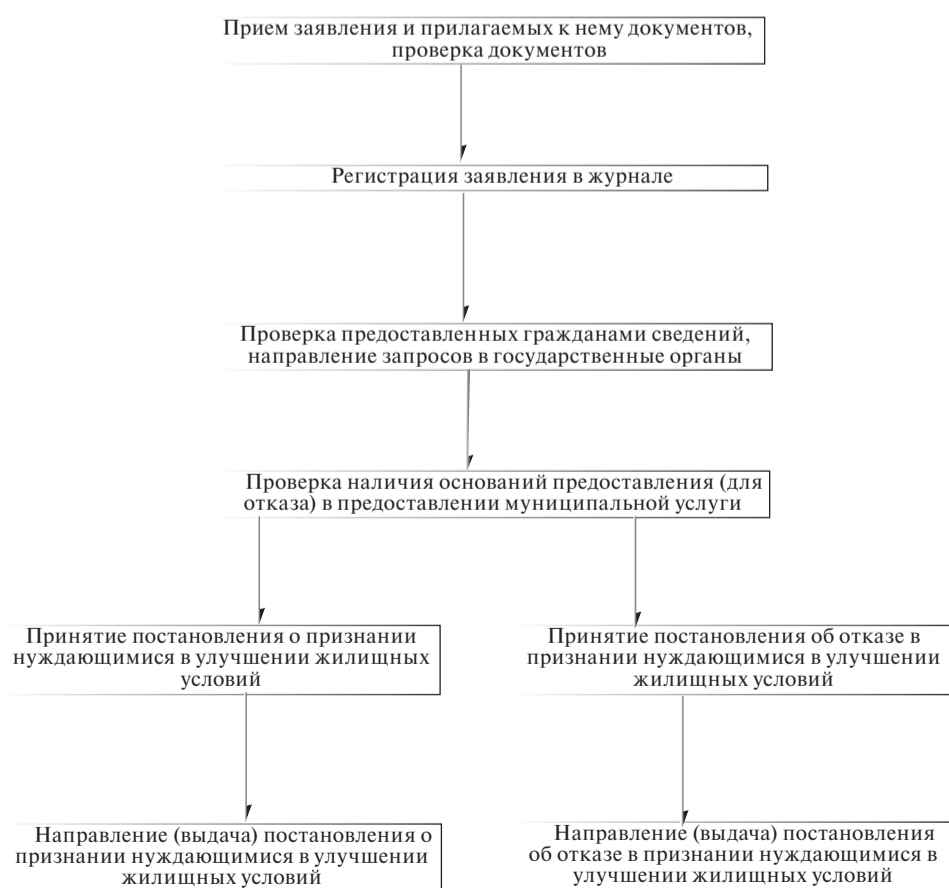 Прием заявления и прилагаемых к нему документов,
проверка документов
Регистрация заявления в журнале
Проверка предоставленных гражданами сведений,
направление запросов в государственные органы
Проверка наличия оснований предоставления (для
отказа) в предоставлении муниципальной услуги
Принятие постановления о признании
нуждающимися в улучшении жилищных
условий
Принятие постановления об отказе в
признании нуждающимися в улучшении
жилищных условий
Направление (выдача) постановления о
признании нуждающимися в улучшении
жилищных условий
Направление (выдача) постановления
об отказе в признании нуждающимися в
улучшении жилищных условий